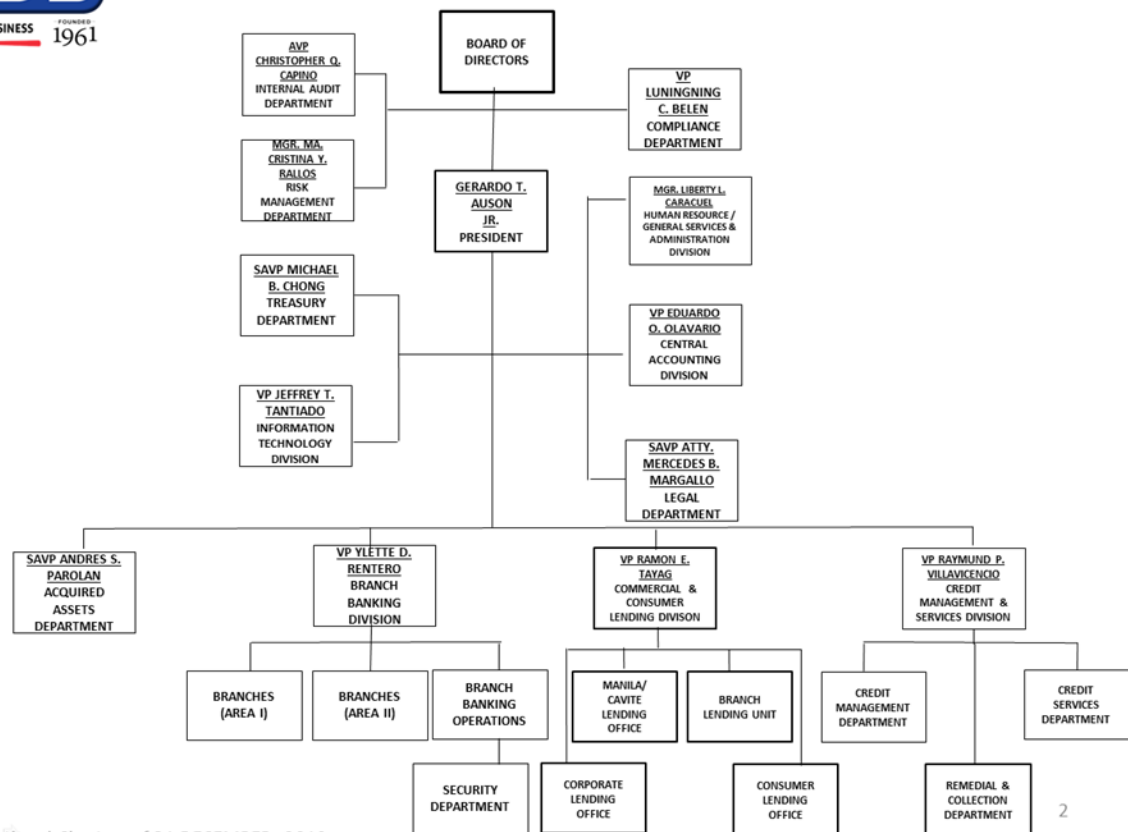 SINESS
FOUNDED
1961
BOARD OF
DIRECTORS
AVP
CHRISTOPHER Q.
CAPINO
INTERNAL AUDIT
DEPARTMENT
VP
LUNINGNING
C. BELEN
COMPLIANCE
DEPARTMENT
MGR. MA.
CRISTINA Y.
RALLOS
RISK
MANAGEMENT
DEPARTMENT
GERARDO T.
AUSON
JR.
PRESIDENT
MGR. LIBERTY L.
CARACUEL
HUMAN RESOURCE /
GENERAL SERVICES &
ADMINISTRATION
DIVISION
SAVP MICHAEL
B. CHONG
TREASURY
DEPARTMENT
VP EDUARDO
O. OLAVARIO
CENTRAL
ACCOUNTING
DIVISION
VP JEFFREY T.
TANTIADO
INFORMATION
TECHNOLOGY
DIVISION
SAVP ATTY.
MERCEDES B.
MARGALLO
LEGAL
DEPARTMENT
SAVP ANDRES S.
PAROLAN
ACQUIRED
ASSETS
DEPARTMENT
VP YLETTE D.
RENTERO
BRANCH
BANKING
DIVISION
VP RAMON E.
TAYAG
COMMERCIAL &
CONSUMER
LENDING DIVISON
VP RAYMUND P.
VILLAVICENCIO
CREDIT
MANAGEMENT &
SERVICES DIVISION
BRANCHES
(AREA I)
BRANCHES
(AREA II)
BRANCH
BANKING
OPERATIONS
MANILA/
CAVITE
LENDING
OFFICE
BRANCH
LENDING UNIT
CREDIT
MANAGEMENT
DEPARTMENT
CREDIT
SERVICES
DEPARTMENT
SECURITY
DEPARTMENT
CORPORATE
LENDING
OFFICE
CONSUMER
LENDING
OFFICE
REMEDIAL &
COLLECTION
DEPARTMENT
2